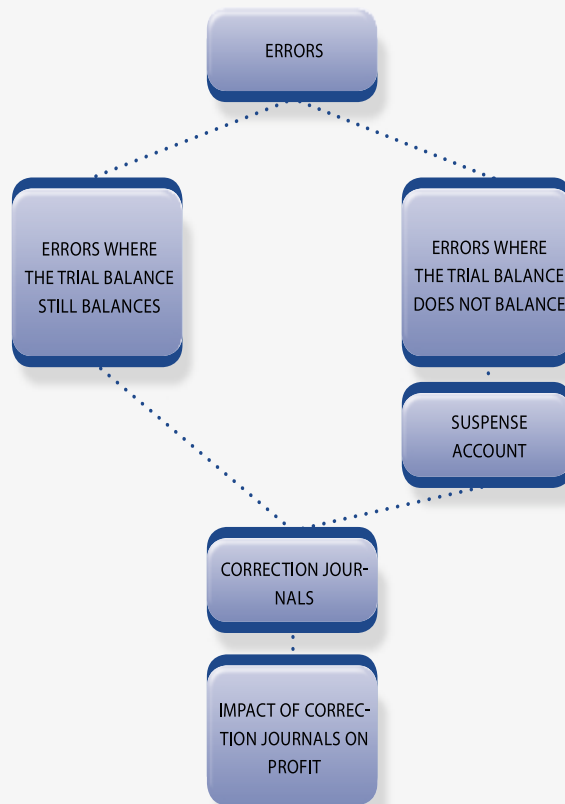 ERRORS
ERRORS WHERE
THE TRIAL BALANCE
STILL BALANCES
ERRORS WHERE
THE TRIAL BALANCE
DOES NOT BALANCE
SUSPENSE
ACCOUNT
CORRECTION JOUR-
NALS
IMPACT OF CORREC-
TION JOURNALS ON
PROFIT